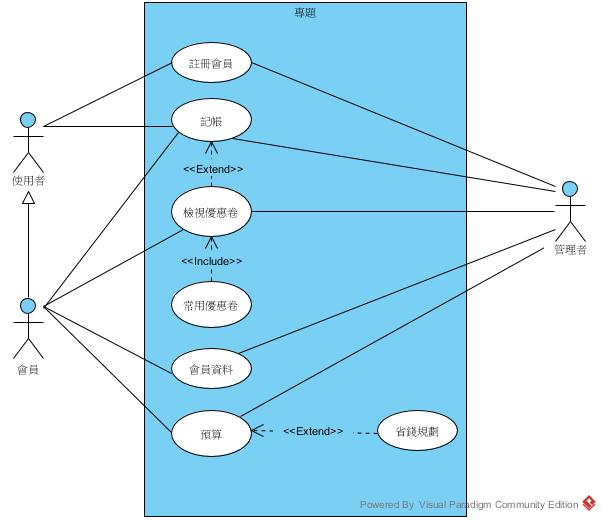 專題
註冊會員
記帳
<<Extend>>
使用者
檢視優惠卷
管理者
<<Include>>
常用優惠卷
會員
會員資料
預算
<<Extend>>
省錢規劃
Powered By Visual Paradigm Community Edition